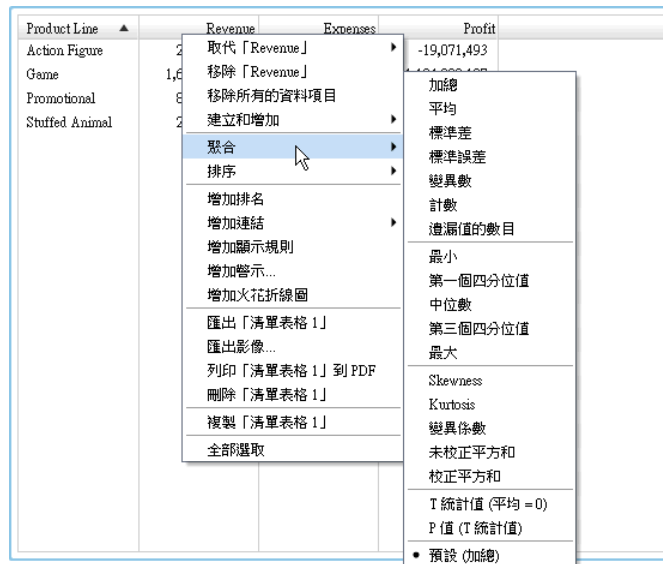 Product Line ▲ Revenue Expenses Profit
Action Figure 2 -19,071,493
Game 1,6
Promotional 8
Stuffed Animal 2
取代「Revenue」
移除「Revenue」
移除所有的資料項目
建立和增加
聚合
排序
增加排名
增加連結
增加顯示規則
增加警示...
增加火花折線圖
匯出「清單表格 1」
匯出影像...
列印「清單表格 1」到 PDF
刪除「清單表格 1」
複製「清單表格 1」
全部選取
加總
平均
標準差
標準誤差
變異數
計數
遺漏值的數目
最小
第一個四分位值
中位數
第三個四分位值
最大
Skewness
Kurtosis
變異係數
未校正平方和
校正平方和
T 統計值 (平均 = 0)
P 值 (T 統計值)
• 預設 (加總)